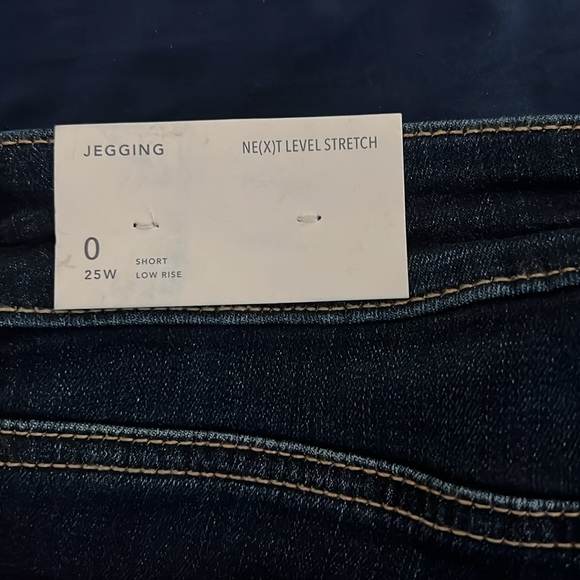 JEGGING
NE(X)T LEVEL STRETCH
0
25W
SHORT
LOW RISE